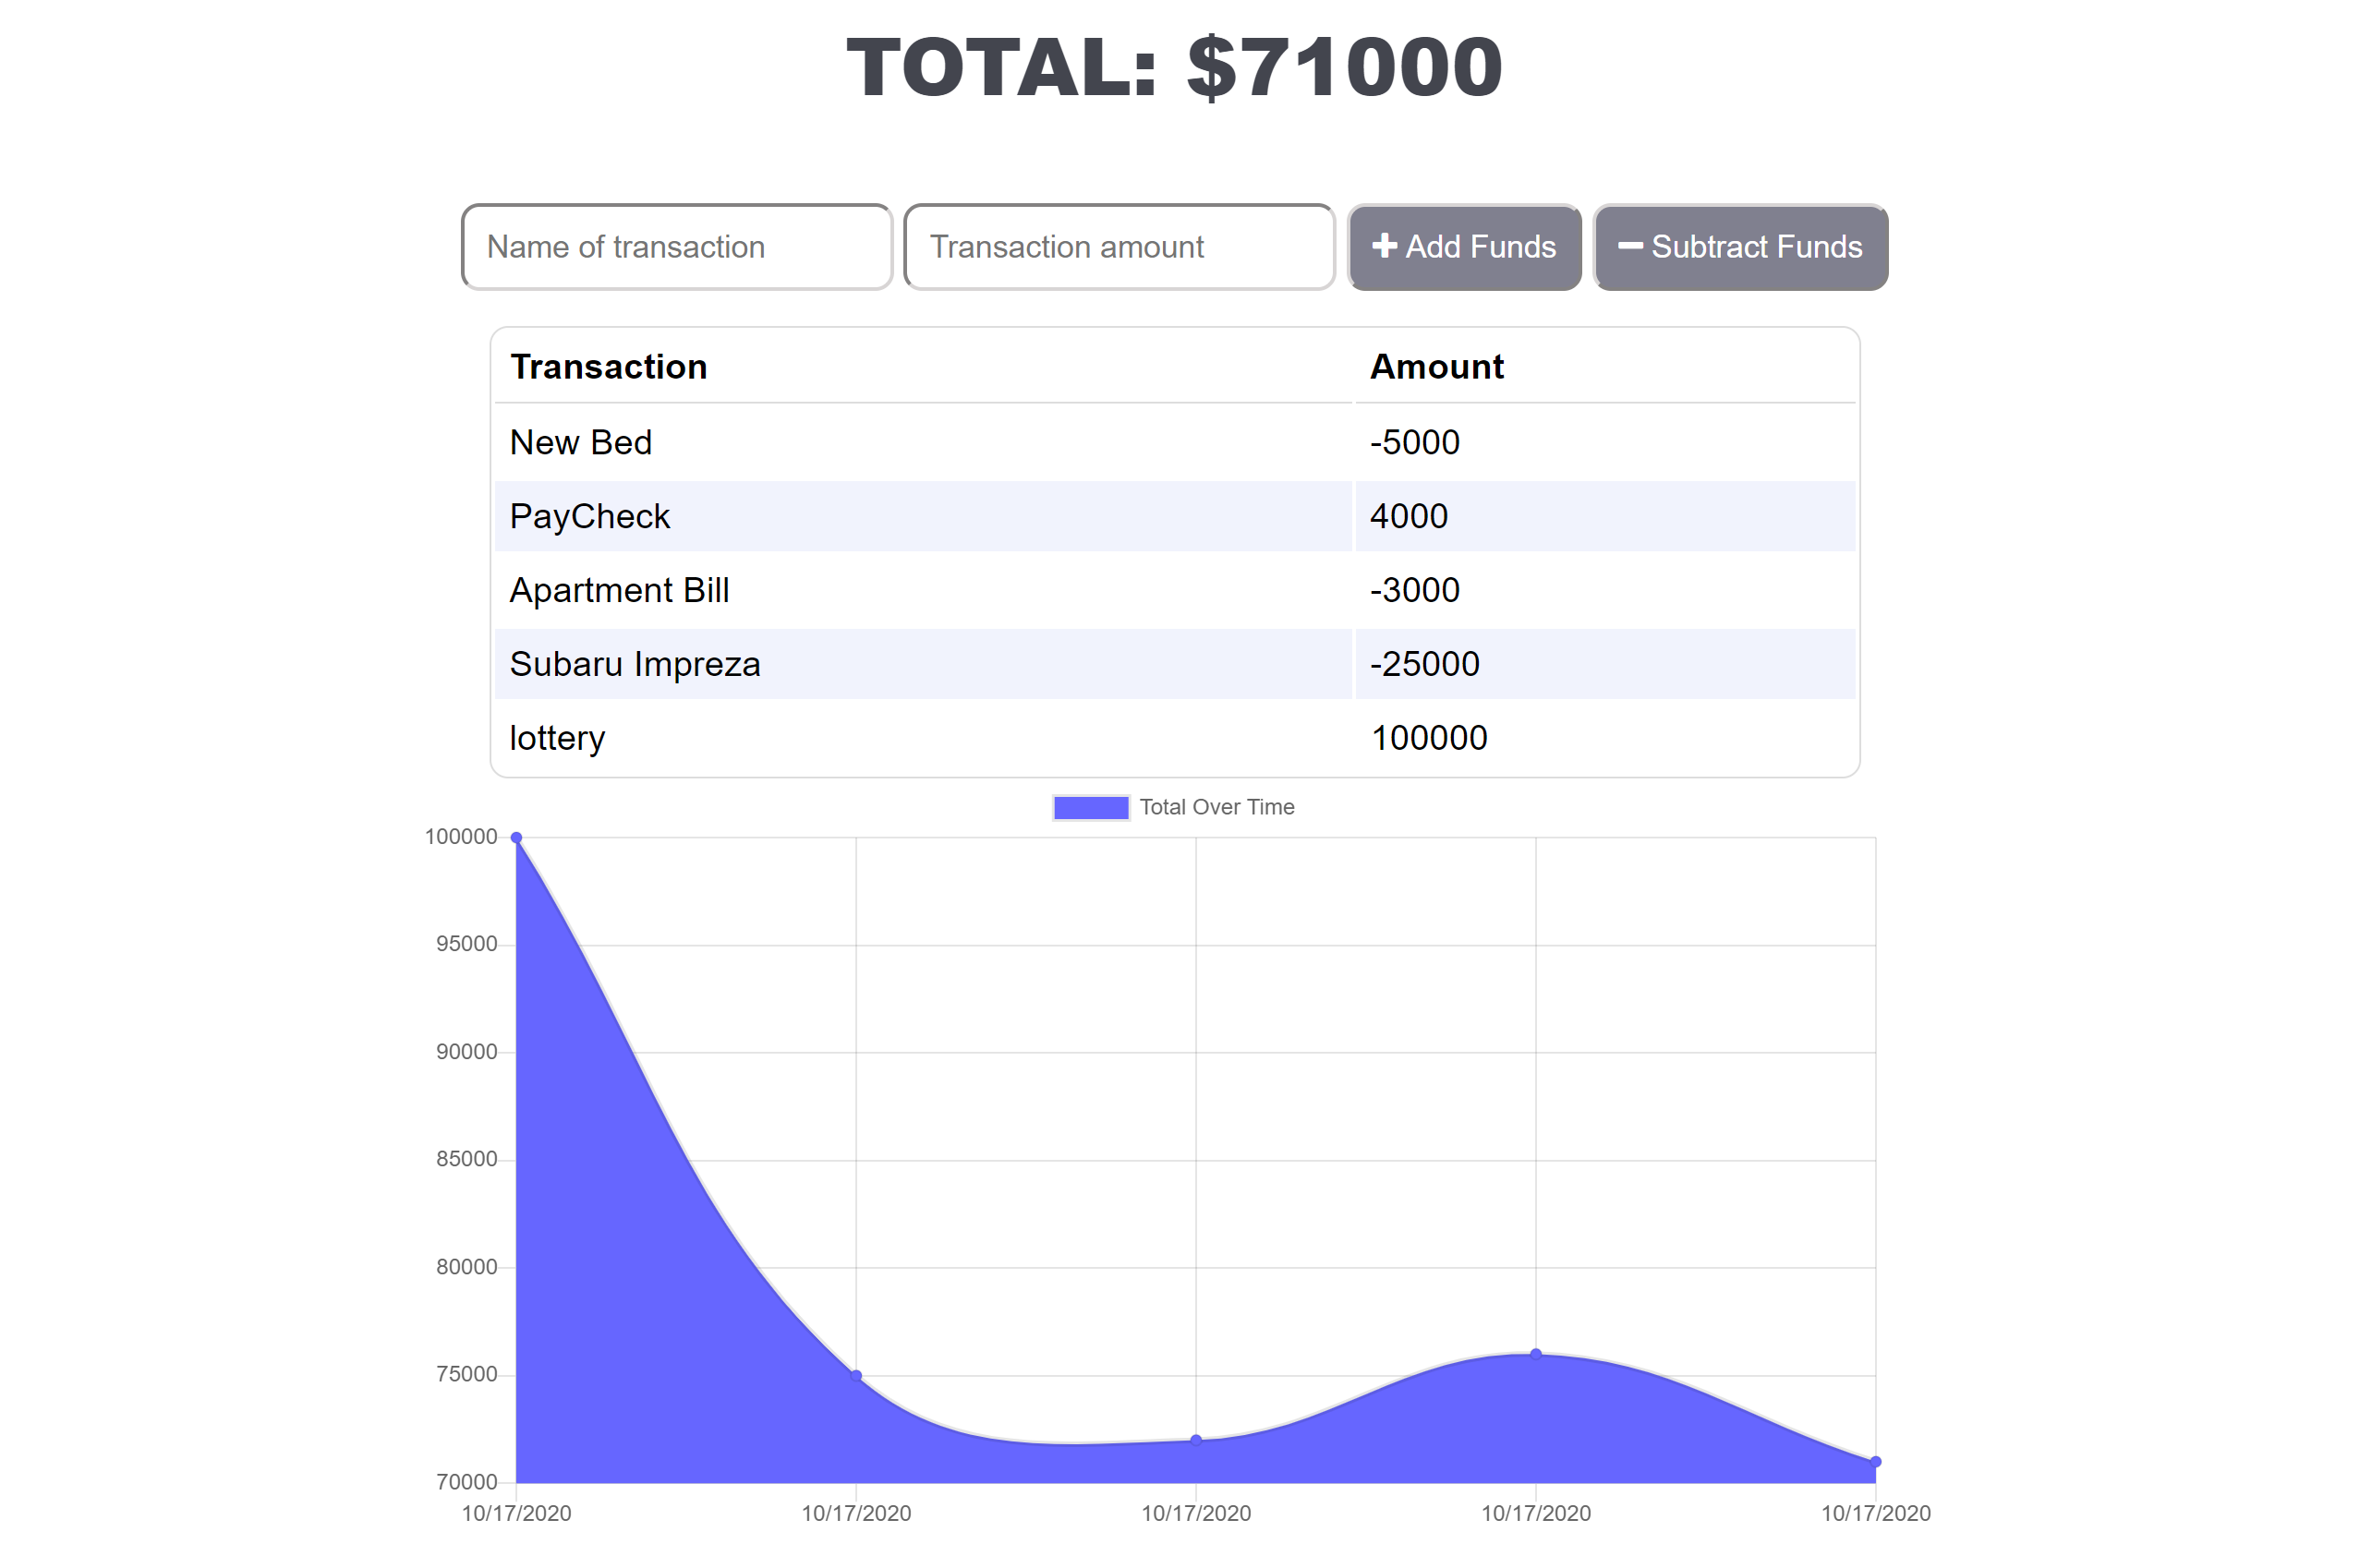 TOTAL: $71000
Name of transaction Transaction amount Add Funds Subtract Funds
Transaction Amount
New Bed -5000
PayCheck 4000
Apartment Bill -3000
Subaru Impreza -25000
lottery 100000
Total Over Time
100000
95000
90000
85000
80000
75000
70000
10/17/2020 10/17/2020 10/17/2020 10/17/2020 10/17/2020